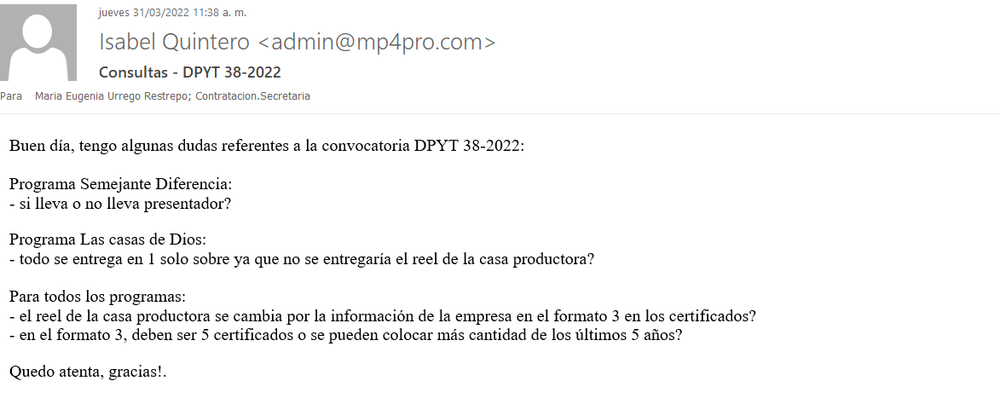 jueves 31/03/2022 11:38 a. m.
Isabel Quintero <admin@mp4pro.com>
Consultas - DPYT 38-2022
Para Maria Eugenia Urrego Restrepo; Contratacion.Secretaria
Buen día, tengo algunas dudas referentes a la convocatoria DPYT 38-2022:
Programa Semejante Diferencia:
- si lleva o no lleva presentador?
Programa Las casas de Dios:
- todo se entrega en 1 solo sobre ya que no se entregaría el reel de la casa productora?
Para todos los programas:
- el reel de la casa productora se cambia por la información de la empresa en el formato 3 en los certificados?
- en el formato 3, deben ser 5 certificados o se pueden colocar más cantidad de los últimos 5 años?
Quedo atenta, gracias!.